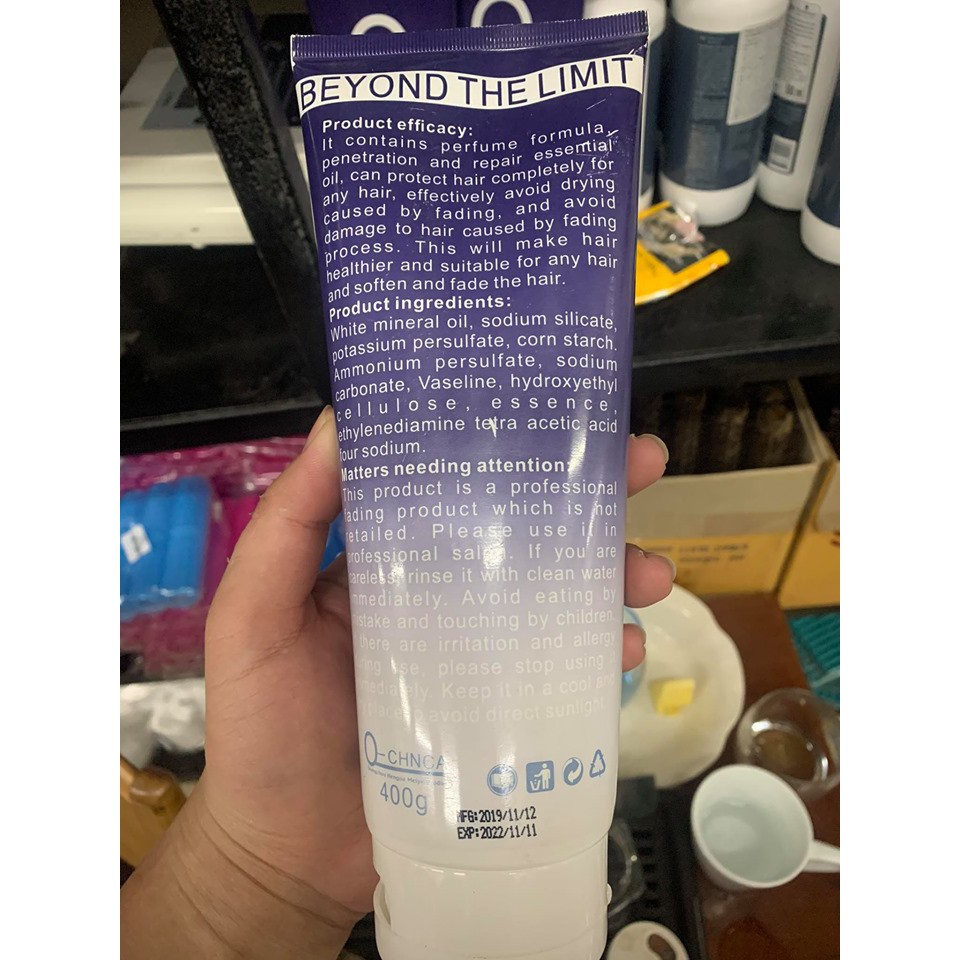 BEYOND THE LIMIT
Product efficacy:
It contains perfume formula,
penetration and repair essential
oil, can protect hair completely for
any hair, effectively avoid drying
caused by fading, and avoid
damage to hair caused by fading
process. This will make hair
healthier and suitable for any hair
and soften and fade the hair.
Product ingredients:
White mineral oil, sodium silicate,
potassium persulfate, corn starch.
Ammonium persulfate, sodium
carbonate, Vaseline, hydroxyethyl
cellulose, essence,
ethylenediamine tetra acetic acid
four sodium.
Matters needing attention:
This product is a professional
fading product which is not
retailed. Please use it in
professional salon. If you are
careless, rinse it with clean water
immediately. Avoid eating by
mistake and touching by children.
there are irritation and allergy
use, please stop using
immediately. Keep it in a cool and
place to avoid direct sunlight.
O-CHNCA
400g
MFG:2019/11/12
EXP:2022/11/11